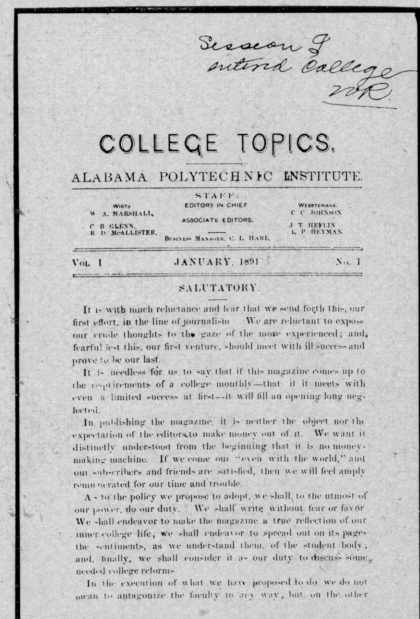 Session I
entered College
WR.
COLLEGE TOPICS.
ALABAMA POLYTECHNIC INSTITUTE.
STAFF:
EDITORS IN CHIEF
WIRTS
W. A. MARSHALL,
WEBSTERIANS.
C C JOHNSON
ASSOCIATE EDITORS.
C. B GLENN,
R. D. McALLISTER,
J. T. HEFLIN
L. P. HEYMAN.
BUSINESS MANAGER, C. L. HARE.
VOL. I JANUARY, 1891 No. 1
SALUTATORY.
It is with much reluctance and fear that we send forth this, our
first effort, in the line of journalism We are reluctant to expose
our crude thoughts to the gaze of the more experienced; and,
fearful lest this, our first venture, should meet with ill success and
prove to be our last.
It is needless for us to say that if this magazine comes up to
the requirements of a college monthly—that if it meets with
even a limited success at first—it will fill an opening long neg-
lected.
In publishing the magazine, it is neither the object nor the
expectation of the editors to make money out of it. We want it
distinctly understood from the beginning that it is no money-
making machine. If we come out "even with the world," and
our subscribers and friends are satisfied, then we will feel amply
remunerated for our time and trouble.
As to the policy we propose to adopt, we shall, to the utmost of
our power, do our duty. We shall write without fear or favor
We shall endeavor to make the magazine a true reflection of our
inner college life, we shall endeavor to spread out on its pages
the sentiments, as we understand them, of the student body;
and, finally, we shall consider it as our duty to discuss some
needed college reforms
In the execution of what we have proposed to do, we do not
mean to antagonize the faculty in any way, but on the other